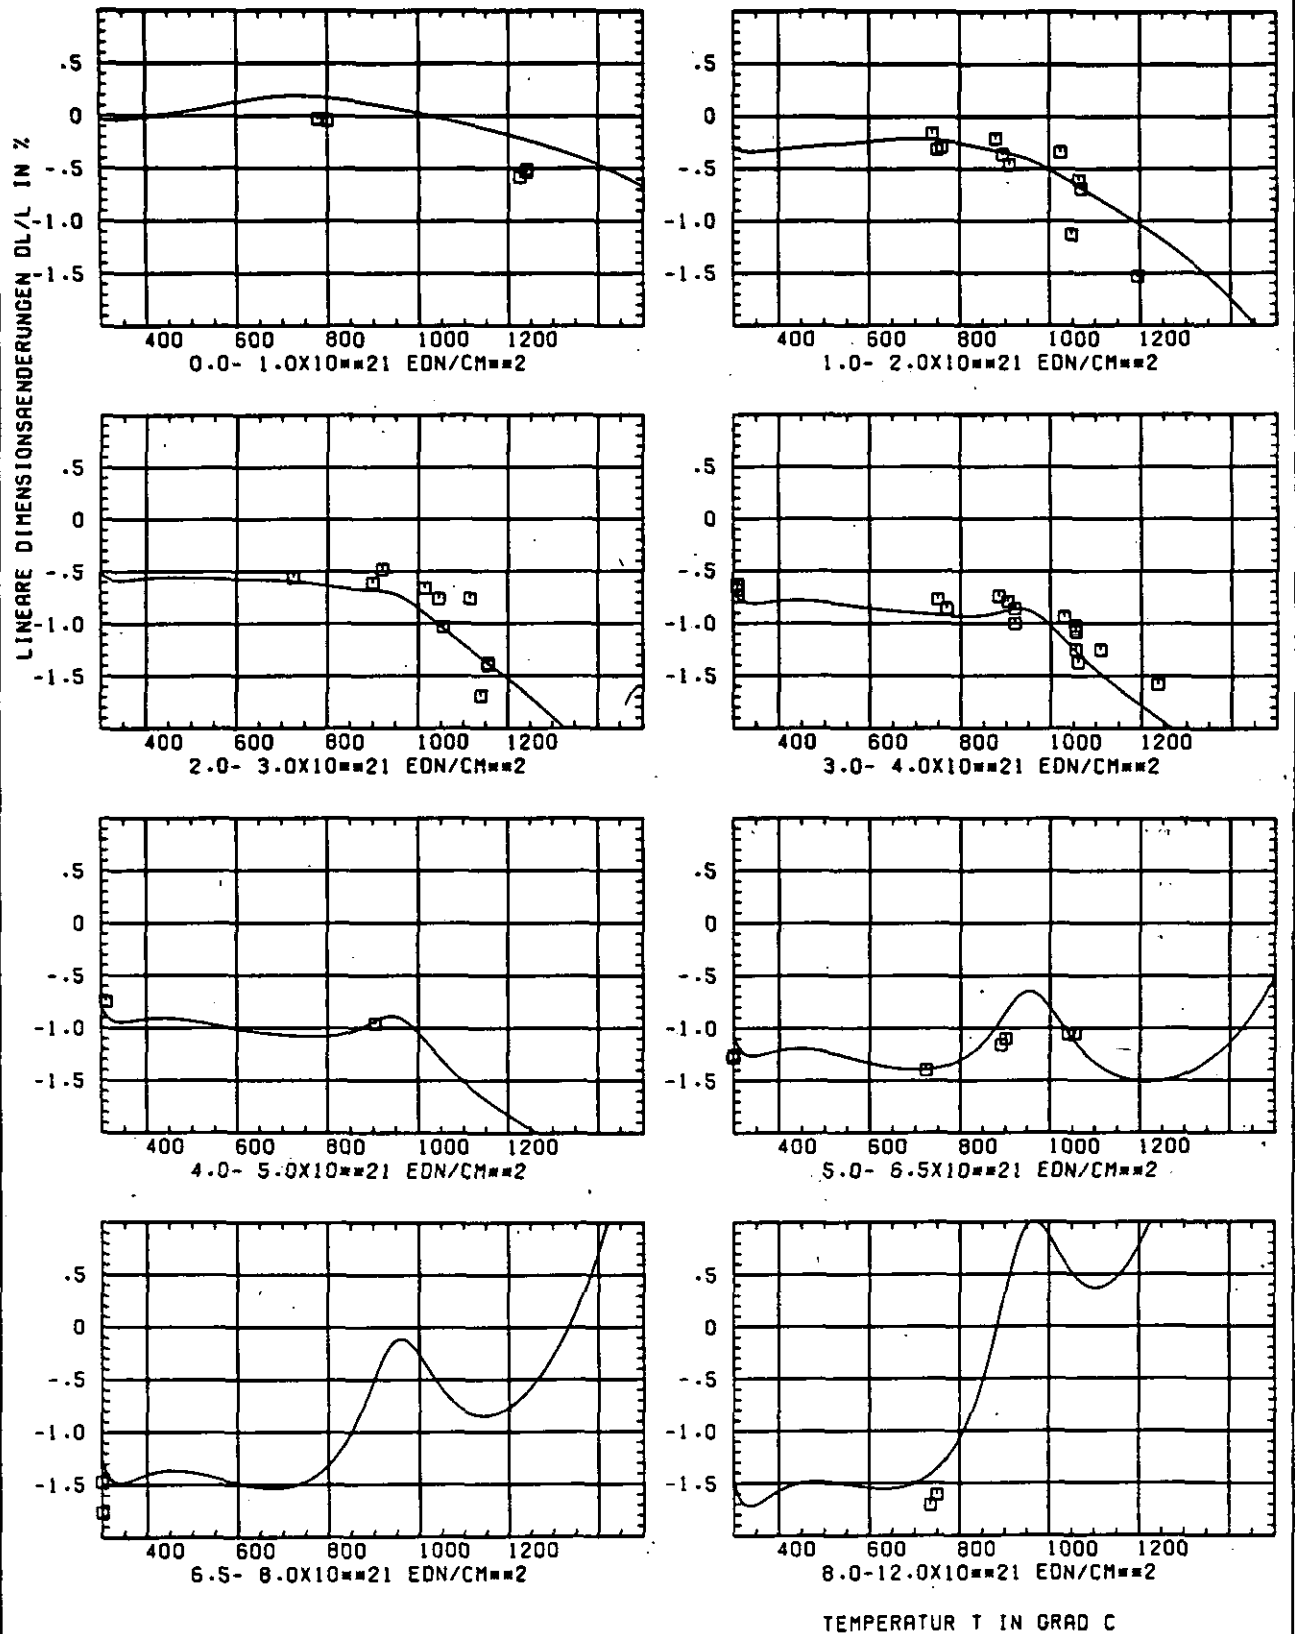 LINEARE DIMENSIONSAENDERUNGEN DL/L IN %
.5 .5
0 0
-.5 -.5
-1.0 -1.0
-1.5 -1.5
400 600 800 1000 1200 400 600 800 1000 1200
0.0- 1.0X10**21 EDN/CM**2 1.0- 2.0X10**21 EDN/CM**2
.5 .5
0 0
-.5 -.5
-1.0 -1.0
-1.5 -1.5
400 600 800 1000 1200 400 600 800 1000 1200
2.0- 3.0X10**21 EDN/CM**2 3.0- 4.0X10**21 EDN/CM**2
.5 .5
0 0
-.5 -.5
-1.0 -1.0
-1.5 -1.5
400 600 800 1000 1200 400 600 800 1000 1200
4.0- 5.0X10**21 EDN/CM**2 5.0- 6.5X10**21 EDN/CM**2
.5 .5
0 0
-.5 -.5
-1.0 -1.0
-1.5 -1.5
400 600 800 1000 1200 400 600 800 1000 1200
6.5- 8.0X10**21 EDN/CM**2 8.0-12.0X10**21 EDN/CM**2
TEMPERATUR T IN GRAD C